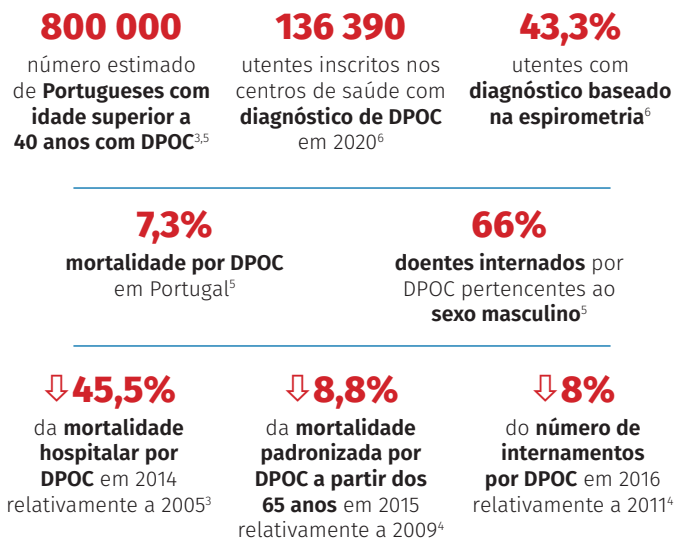 800 000
número estimado
de Portugueses com
idade superior a
40 anos com DPOC3,5
136 390
utentes inscritos nos
centros de saúde com
diagnóstico de DPOC
em 20206
43,3%
utentes com
diagnóstico baseado
na espirometria6
7,3%
mortalidade por DPOC
em Portugal5
66%
doentes internados por
DPOC pertencentes ao
sexo masculino5
⇩45,5%
da mortalidade
hospitalar por
DPOC em 2014
relativamente a 20053
⇩8,8%
da mortalidade
padronizada por
DPOC a partir dos
65 anos em 2015
relativamente a 20094
⇩8%
do número de
internamentos
por DPOC em 2016
relativamente a 20114